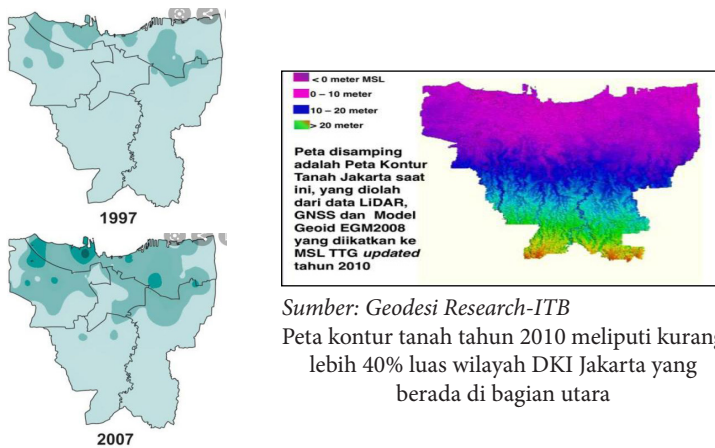 1997
2007
< 0 meter MSL
0 – 10 meter
10 – 20 meter
> 20 meter
Peta disamping
adalah Peta Kontur
Tanah Jakarta saat
ini, yang diolah
dari data LiDAR,
GNSS dan Model
Geoid EGM2008
yang diikatkan ke
MSL TTG updated
tahun 2010
Sumber: Geodesi Research-ITB
Peta kontur tanah tahun 2010 meliputi kurang
lebih 40% luas wilayah DKI Jakarta yang
berada di bagian utara